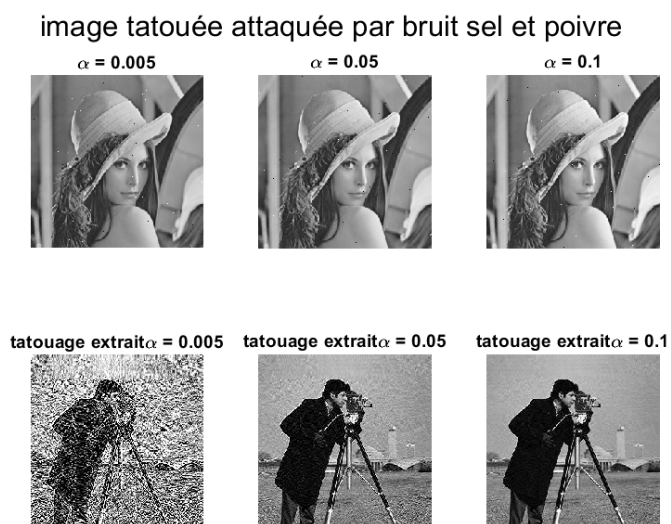 image tatouée attaquée par bruit sel et poivre
α = 0.005 α = 0.05 α = 0.1
tatouage extraitα = 0.005 tatouage extraitα = 0.05 tatouage extraitα = 0.1